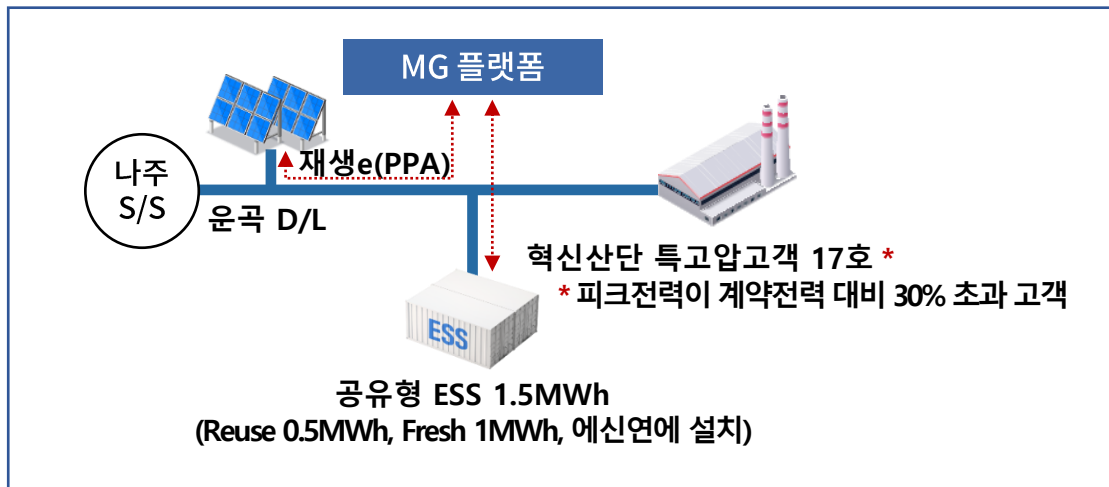 MG 플랫폼
재생e(PPA)
나주
S/S
운곡 D/L
혁신산단 특고압고객 17호 *
* 피크전력이 계약전력 대비 30% 초과 고객
ESS
공유형 ESS 1.5MWh
(Reuse 0.5MWh, Fresh 1MWh, 에신연에 설치)